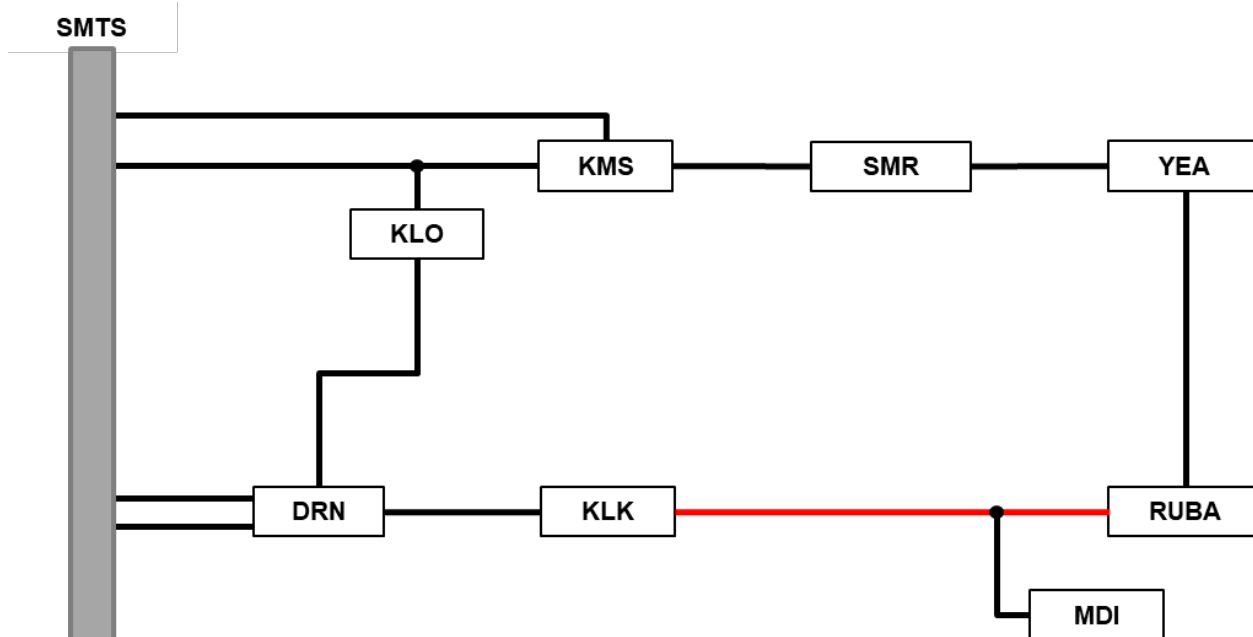 SMTS
KMS
SMR
YEA
KLO
DRN
KLK
RUBA
MDI